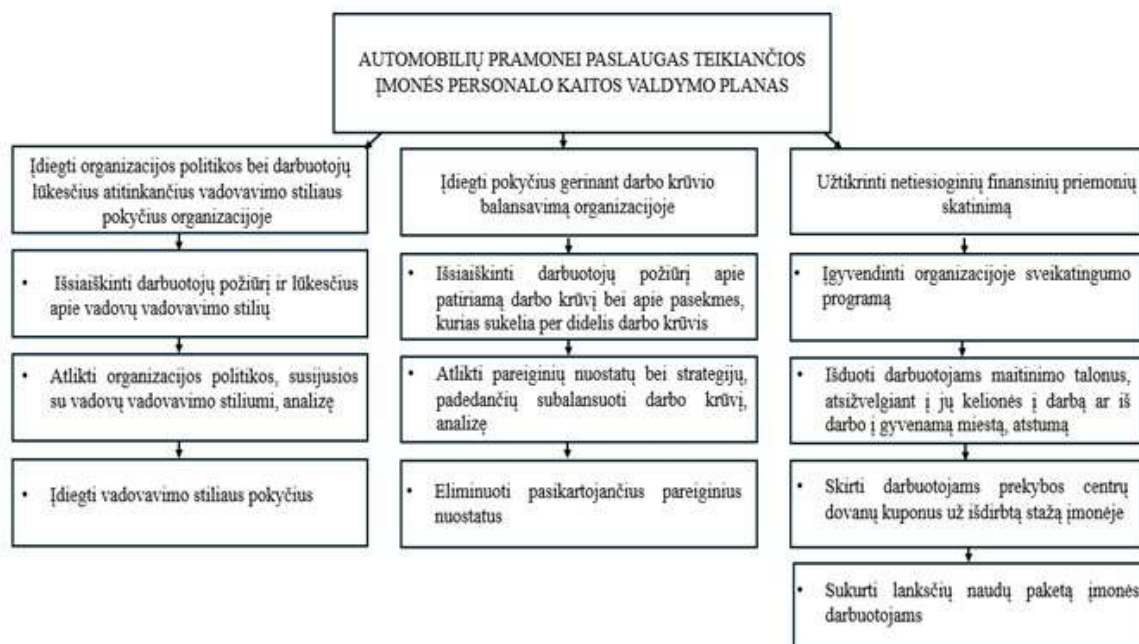 AUTOMOBILIŲ PRAMONEI PASLAUGAS TEIKIANČIOS
ĮMONĖS PERSONALO KAITOS VALDYMO PLANAS
Įdiegti organizacijos politikos bei darbuotojų
lūkesčius atitinkančius vadovavimo stiliaus
pokyčius organizacijoje
• Išsiaiškinti darbuotojų požiūrį ir lūkesčius
apie vadovų vadovavimo stilių
• Atlikti organizacijos politikos, susijusios
su vadovų vadovavimo stiliumi, analizę
• Įdiegti vadovavimo stiliaus pokyčius
Įdiegti pokyčius gerinant darbo krūvio
balansavimą organizacijoje
• Išsiaiškinti darbuotojų požiūrį apie
patiriamą darbo krūvį bei apie pasekmes,
kurias sukelia per didelis darbo krūvis
• Atlikti pareiginių nuostatų bei strategijų,
padedančių subalansuoti darbo krūvį,
analizę
• Eliminuoti pasikartojančius pareiginius
nuostatus
Užtikrinti netiesioginių finansinių priemonių
skatinimą
• Įgyvendinti organizacijoje sveikatingumo
programą
• Išduoti darbuotojams maitinimo talonus,
atsižvelgiant į jų kelionės į darbą ar iš
darbo į gyvenamą miestą, atstumą
• Skirti darbuotojams prekybos centrų
dovanų kuponus už išdirbtą stažą įmonėje
• Sukurti lanksčių naudų paketą įmonės
darbuotojams